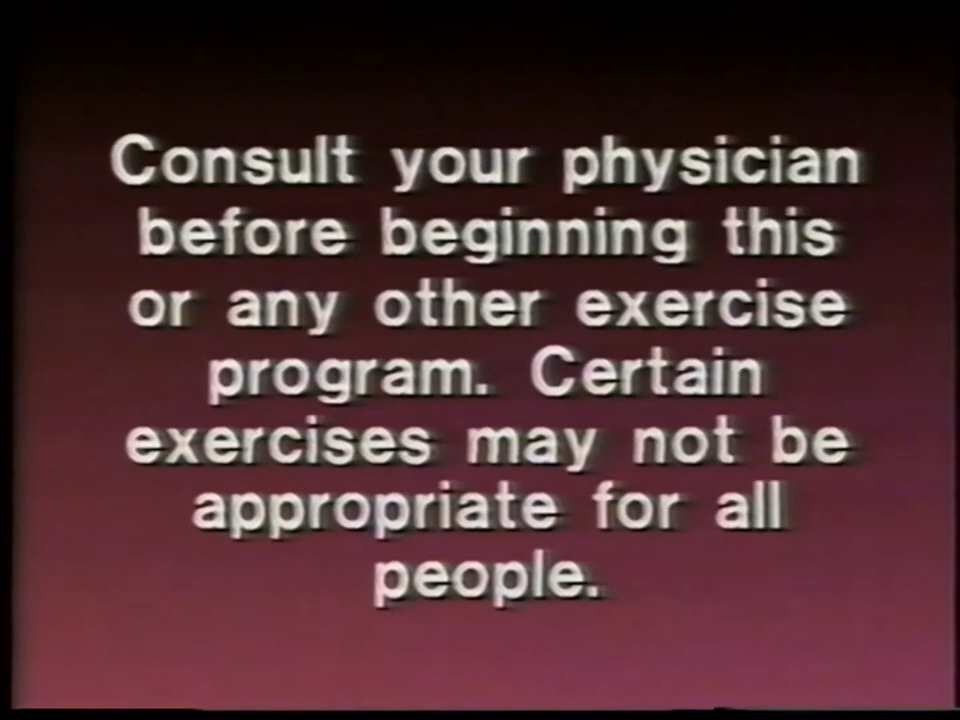 Consult your physician
before beginning this
or any other exercise
program. Certain
exercises may not be
appropriate for all
people.